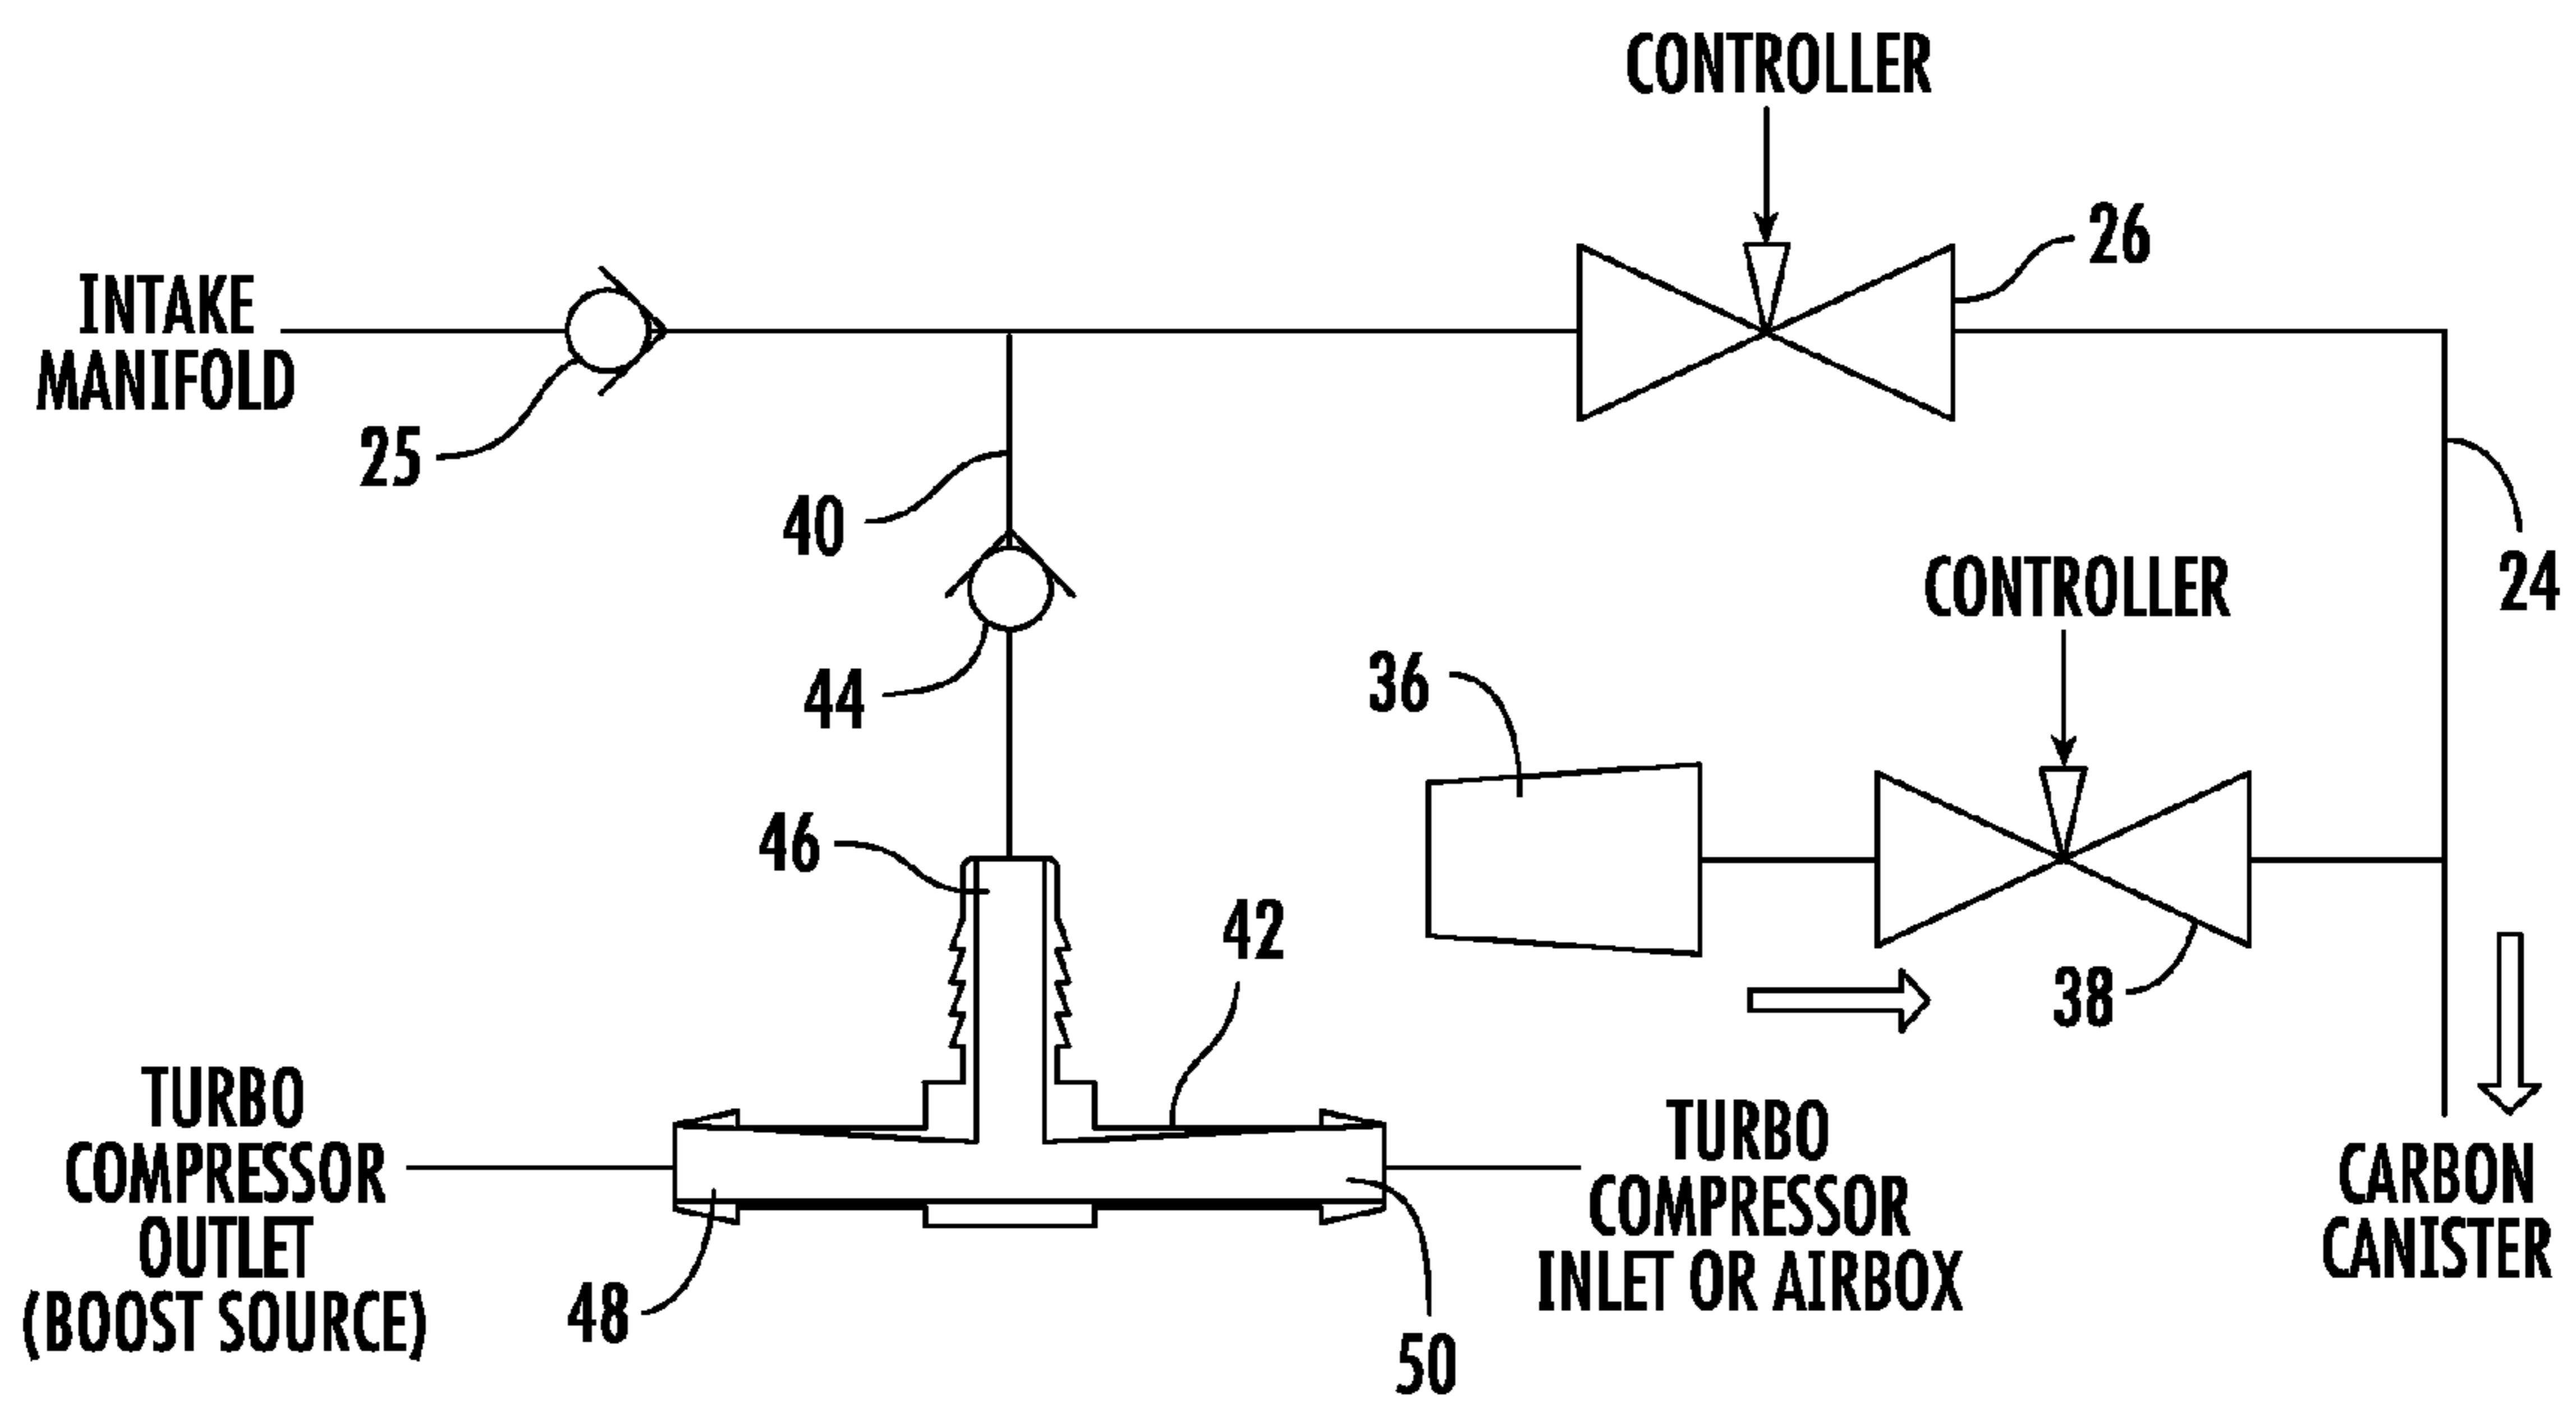 CONTROLLER
26
INTAKE
MANIFOLD
25
40
CONTROLLER
24
44
36
46
42
38
TURBO
COMPRESSOR
OUTLET
(BOOST SOURCE)
48
TURBO
COMPRESSOR
INLET OR AIRBOX
50
CARBON
CANISTER